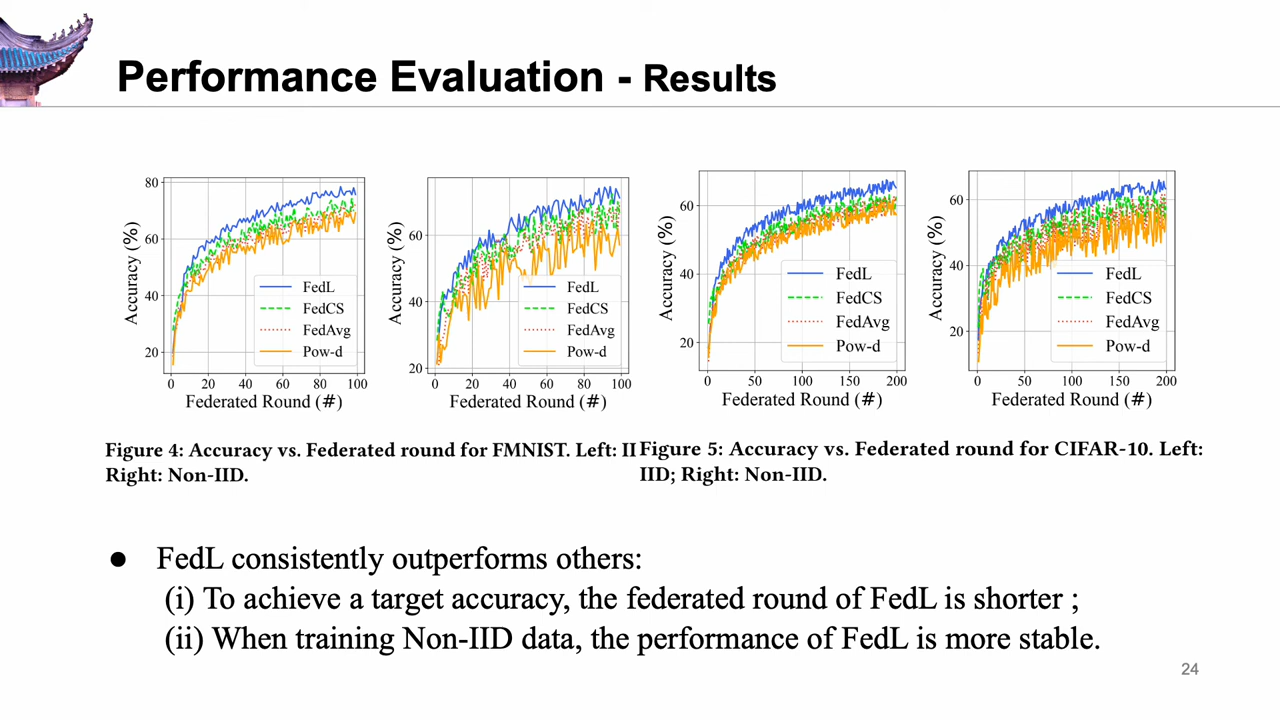 Performance Evaluation - Results
80
60
40
20
0 20 40 60 80 100
Accuracy (%)
Federated Round (#)
FedL
FedCS
FedAvg
Pow-d
60
40
20
0 20 40 60 80 100
Accuracy (%)
Federated Round (#)
FedL
FedCS
FedAvg
Pow-d
60
40
20
0 50 100 150 200
Accuracy (%)
Federated Round (#)
FedL
FedCS
FedAvg
Pow-d
60
40
20
0 50 100 150 200
Accuracy (%)
Federated Round (#)
FedL
FedCS
FedAvg
Pow-d
Figure 4: Accuracy vs. Federated round for FMNIST. Left: II
Right: Non-IID.
Figure 5: Accuracy vs. Federated round for CIFAR-10. Left:
IID; Right: Non-IID.
● FedL consistently outperforms others:
(i) To achieve a target accuracy, the federated round of FedL is shorter ;
(ii) When training Non-IID data, the performance of FedL is more stable.
24